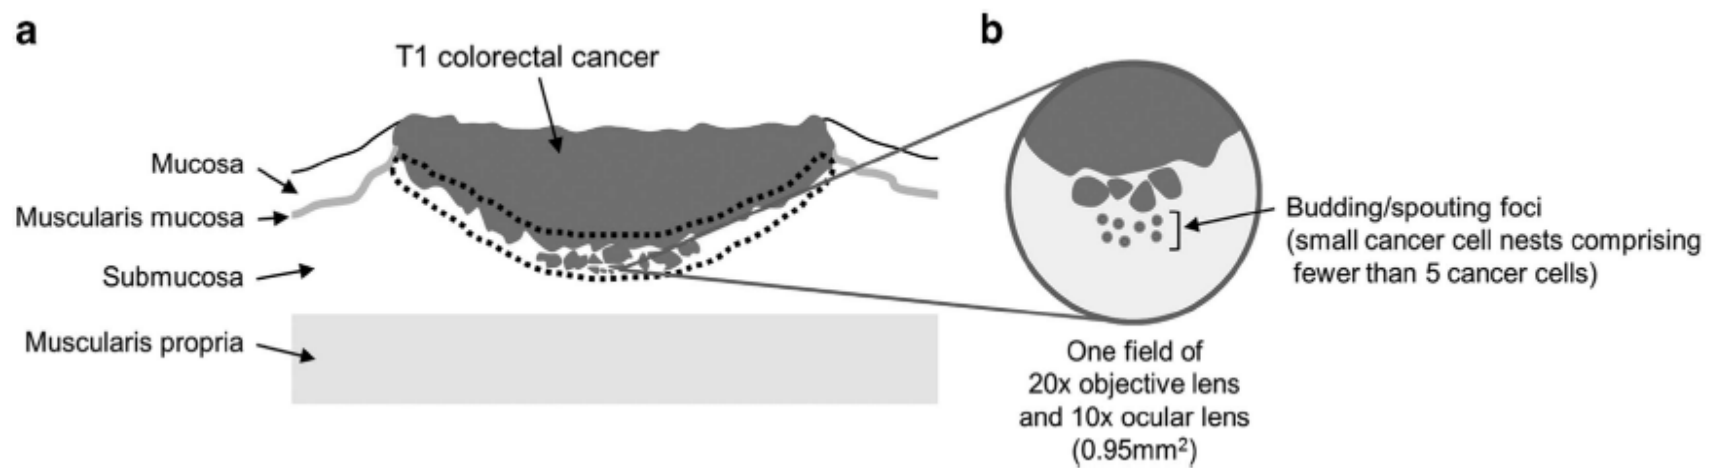 a
T1 colorectal cancer
Mucosa
Muscularis mucosa
Submucosa
Muscularis propria
b
Budding/spouting foci
(small cancer cell nests comprising
fewer than 5 cancer cells)
One field of
20x objective lens
and 10x ocular lens
(0.95mm²)